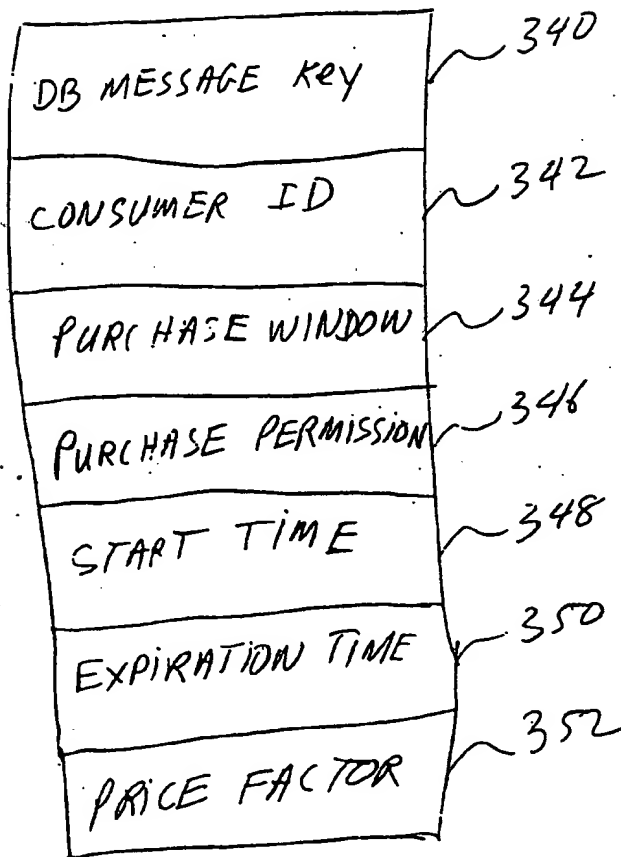 DB MESSAGE KEY 340
CONSUMER ID 342
PURCHASE WINDOW 344
PURCHASE PERMISSION 346
START TIME 348
EXPIRATION TIME 350
PRICE FACTOR 352